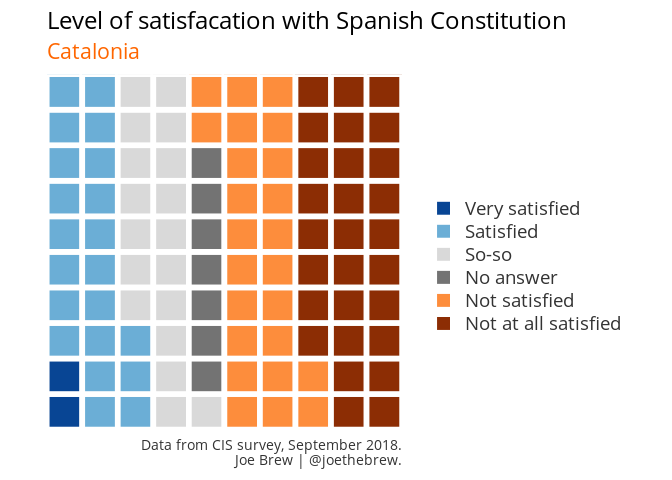 Level of satisfacation with Spanish Constitution
Catalonia
Very satisfied
Satisfied
So-so
No answer
Not satisfied
Not at all satisfied
Data from CIS survey, September 2018.
Joe Brew | @joethebrew.